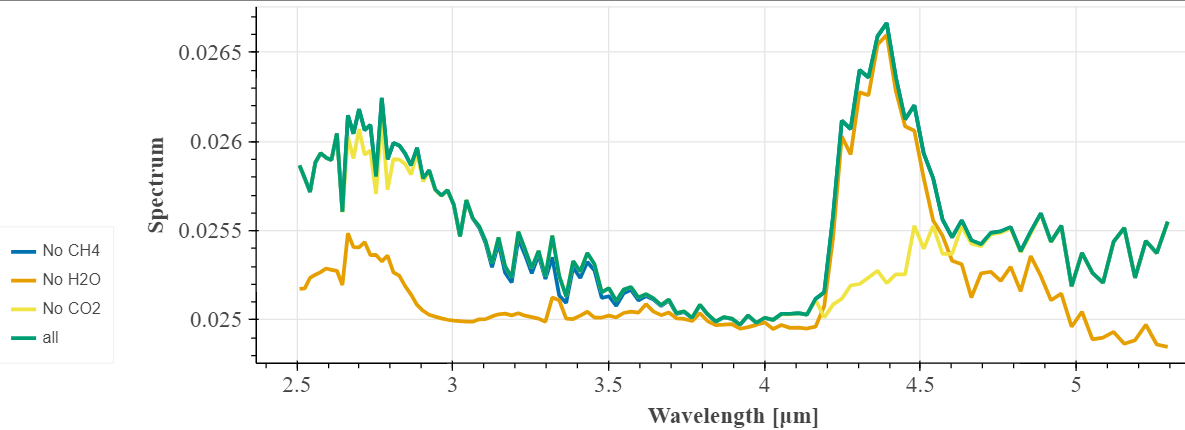 0.0265
0.026
0.0255
0.025
Spectrum
No CH4
No H2O
No CO2
all
2.5 3 3.5 4 4.5 5
Wavelength [μm]